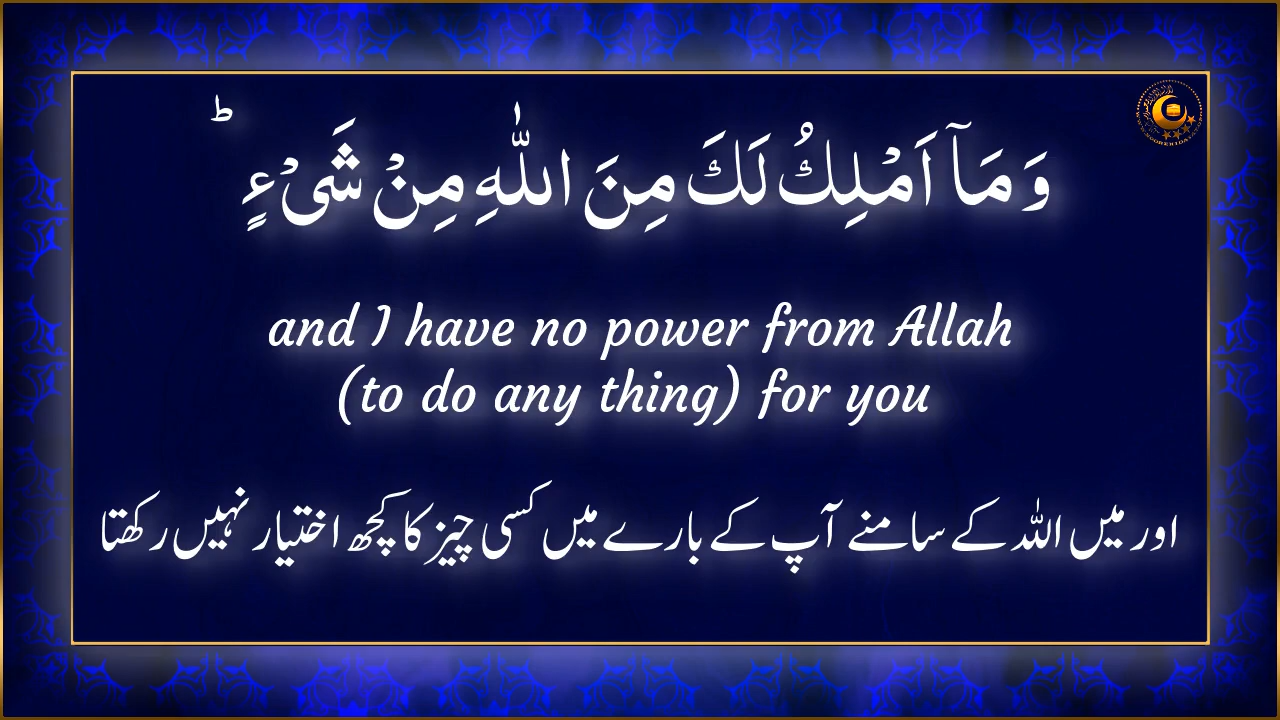 وَ مَاۤ اَمْلِكُ لَكَ مِنَ اللّٰهِ مِنْ شَیْءٍ ؕ
and I have no power from Allah
(to do any thing) for you
اور میں اللہ کے سامنے آپ کے بارے میں کسی چیز کا کچھ اختیار نہیں رکھتا